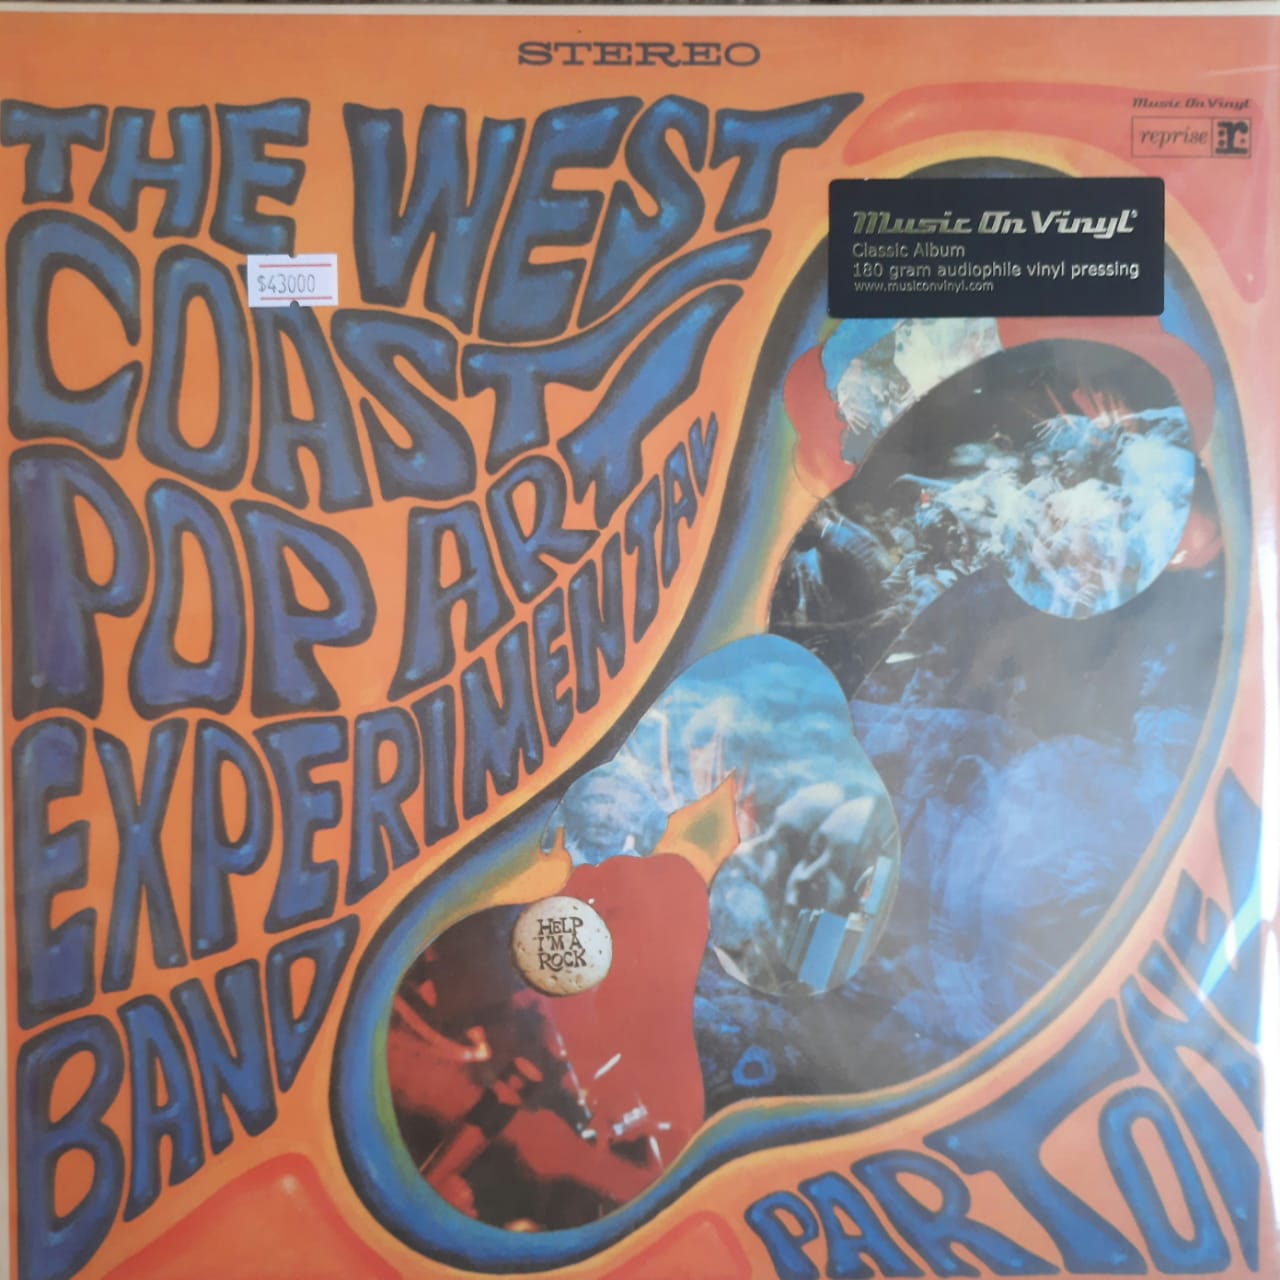 STEREO
THE WEST
COAST
POP ART
EXPERIMENTAL
BAND
$43000
Music On Vinyl
reprise r:
Music On Vinyl®
Classic Album
180 gram audiophile vinyl pressing
www.musiconvinyl.com
HELP
I'M A
ROCK
PART ONE